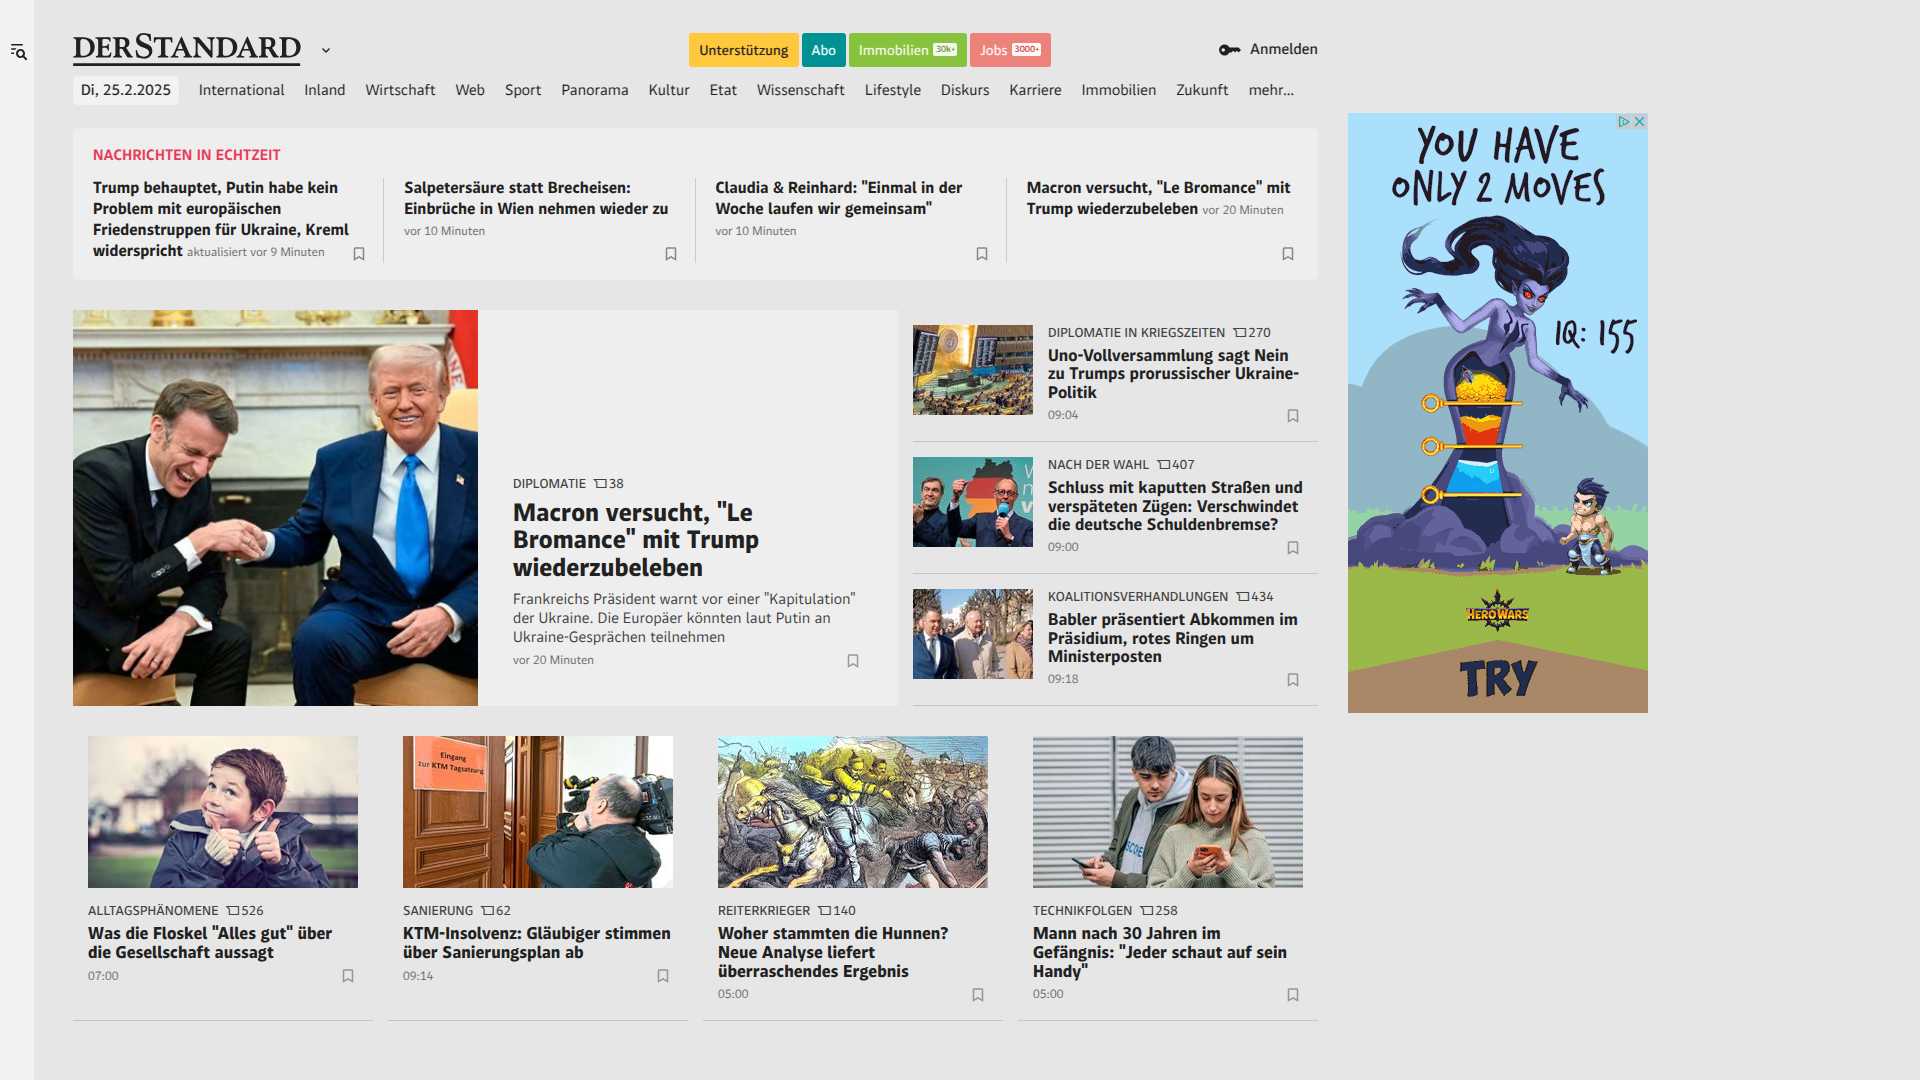 DERSTANDARD
Unterstützung
Abo
Immobilien 30k+
Jobs 3000+
Anmelden
Di, 25.2.2025
International
Inland
Wirtschaft
Web
Sport
Panorama
Kultur
Etat
Wissenschaft
Lifestyle
Diskurs
Karriere
Immobilien
Zukunft
mehr...
NACHRICHTEN IN ECHTZEIT
Trump behauptet, Putin habe kein
Problem mit europäischen
Friedenstruppen für Ukraine, Kreml
widerspricht aktualisiert vor 9 Minuten
Salpetersäure statt Brecheisen:
Einbrüche in Wien nehmen wieder zu
vor 10 Minuten
Claudia & Reinhard: "Einmal in der
Woche laufen wir gemeinsam"
vor 10 Minuten
Macron versucht, "Le Bromance" mit
Trump wiederzubeleben vor 20 Minuten
DIPLOMATIE 38
Macron versucht, "Le
Bromance" mit Trump
wiederzubeleben
Frankreichs Präsident warnt vor einer "Kapitulation"
der Ukraine. Die Europäer könnten laut Putin an
Ukraine-Gesprächen teilnehmen
vor 20 Minuten
DIPLOMATIE IN KRIEGSZEITEN 270
Uno-Vollversammlung sagt Nein
zu Trumps prorussischer Ukraine-
Politik
09:04
NACH DER WAHL 407
Schluss mit kaputten Straßen und
verspäteten Zügen: Verschwindet
die deutsche Schuldenbremse?
09:00
KOALITIONSVERHANDLUNGEN 434
Babler präsentiert Abkommen im
Präsidium, rotes Ringen um
Ministerposten
09:18
YOU HAVE
ONLY 2 MOVES
IQ: 155
HERO WARS
TRY
Eingang
zur KTM Tagsatzung
ALLTAGSPHÄNOMENE 526
Was die Floskel "Alles gut" über
die Gesellschaft aussagt
07:00
SANIERUNG 62
KTM-Insolvenz: Gläubiger stimmen
über Sanierungsplan ab
09:14
REITERKRIEGER 140
Woher stammten die Hunnen?
Neue Analyse liefert
überraschendes Ergebnis
05:00
TECHNIKFOLGEN 258
Mann nach 30 Jahren im
Gefängnis: "Jeder schaut auf sein
Handy"
05:00